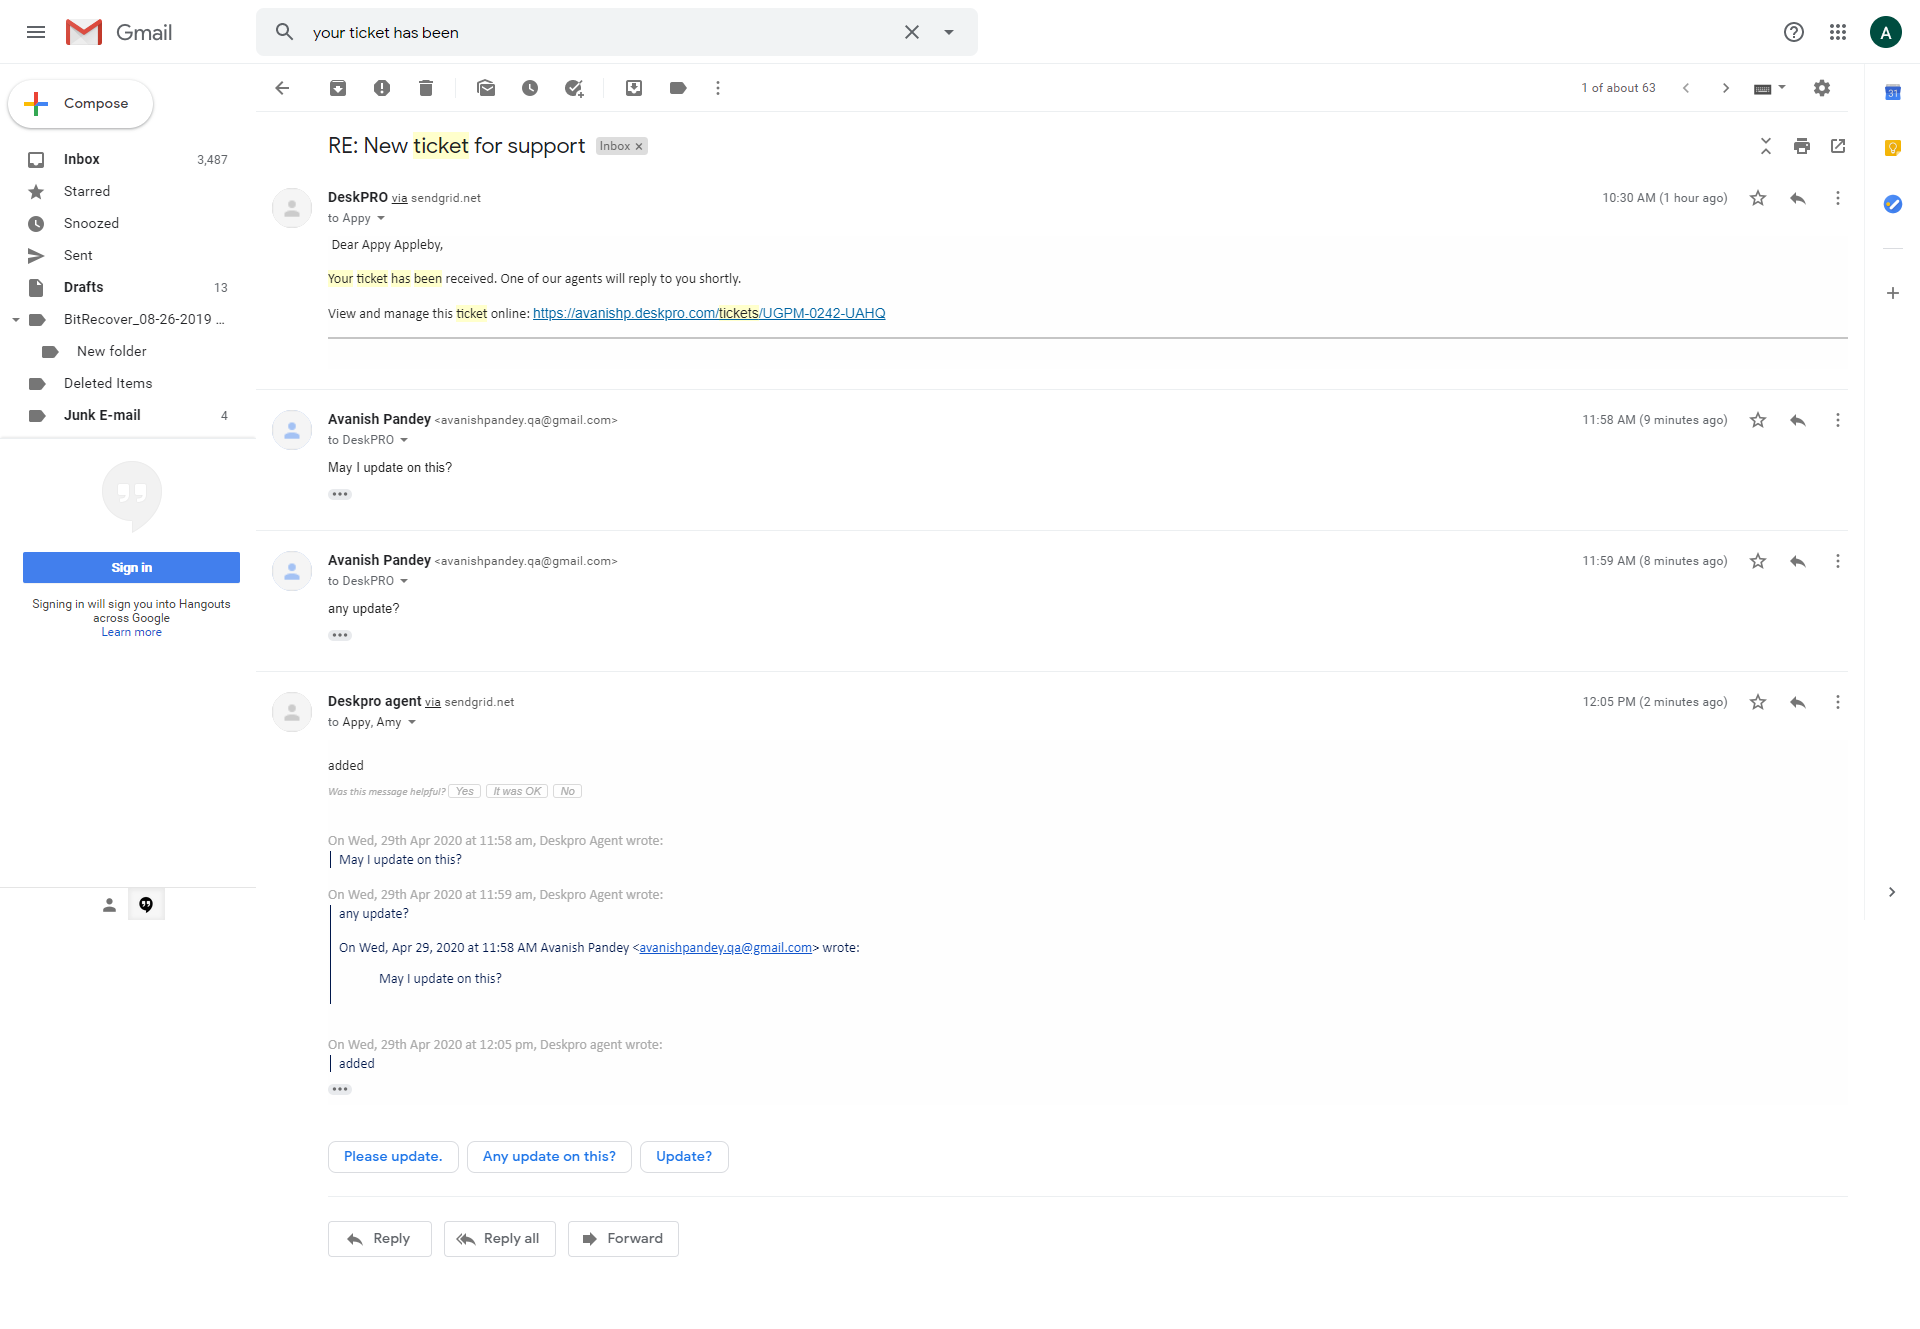 Gmail
your ticket has been
A
Compose
1 of about 63
31
Inbox 3,487
Starred
Snoozed
Sent
Drafts 13
BitRecover_08-26-2019 ...
New folder
Deleted Items
Junk E-mail 4
Sign in
Signing in will sign you into Hangouts
across Google
Learn more
RE: New ticket for support Inbox ×
DeskPRO via sendgrid.net 10:30 AM (1 hour ago)
to Appy
Dear Appy Appleby,
Your ticket has been received. One of our agents will reply to you shortly.
View and manage this ticket online: https://avanishp.deskpro.com/tickets/UGPM-0242-UAHQ
Avanish Pandey <avanishpandey.qa@gmail.com> 11:58 AM (9 minutes ago)
to DeskPRO
May I update on this?
Avanish Pandey <avanishpandey.qa@gmail.com> 11:59 AM (8 minutes ago)
to DeskPRO
any update?
Deskpro agent via sendgrid.net 12:05 PM (2 minutes ago)
to Appy, Amy
added
Was this message helpful? Yes It was OK No
On Wed, 29th Apr 2020 at 11:58 am, Deskpro Agent wrote:
May I update on this?
On Wed, 29th Apr 2020 at 11:59 am, Deskpro Agent wrote:
any update?
On Wed, Apr 29, 2020 at 11:58 AM Avanish Pandey <avanishpandey.qa@gmail.com> wrote:
May I update on this?
On Wed, 29th Apr 2020 at 12:05 pm, Deskpro agent wrote:
added
Please update. Any update on this? Update?
Reply Reply all Forward